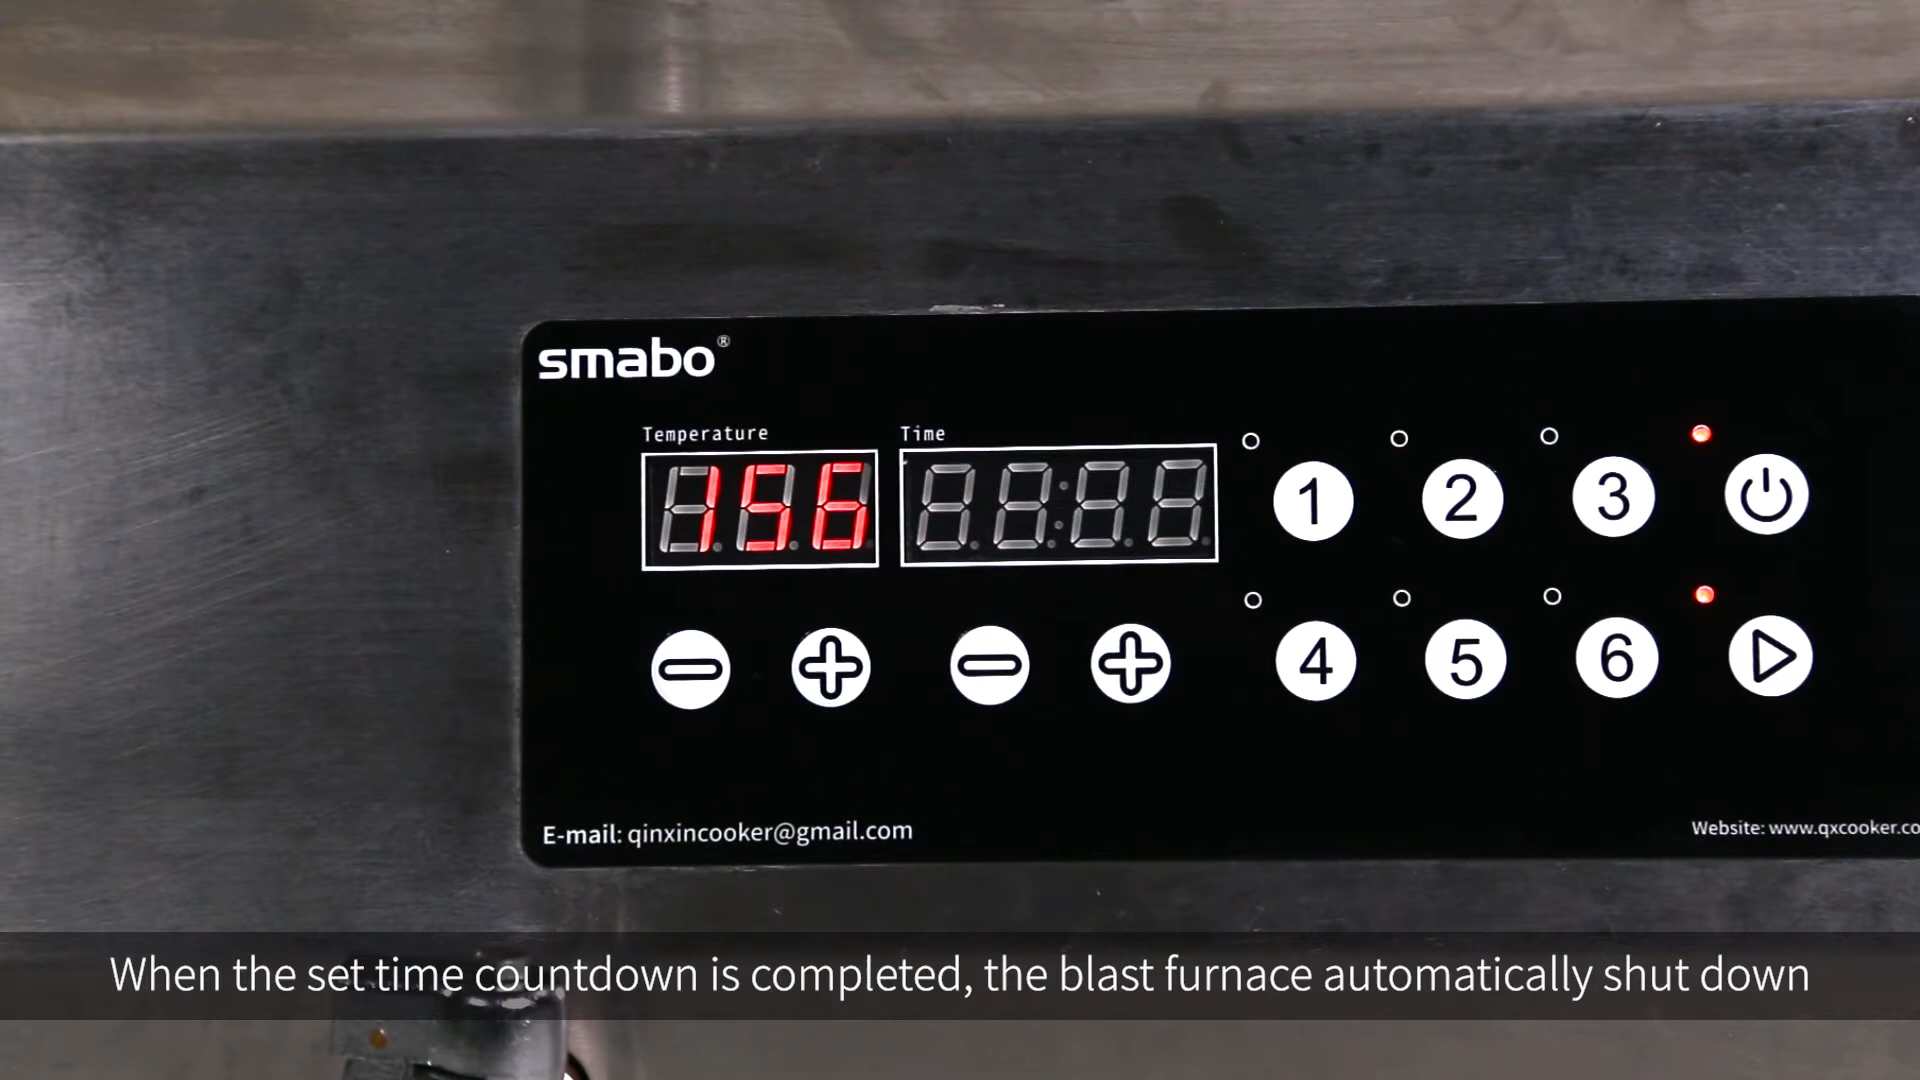 smabo®
Temperature
Time
156
1
2
3
4
5
6
E-mail: qinxincooker@gmail.com
Website: www.qxcooker.co
When the set time countdown is completed, the blast furnace automatically shut down